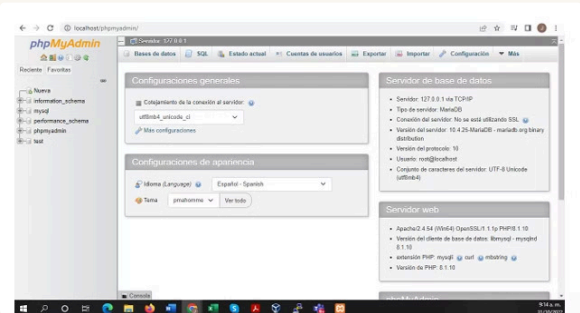 localhost/phpmyadmin/
phpMyAdmin
Reciente Favoritas
Nueva
information_schema
mysql
performance_schema
phpmyadmin
test
Servidor: 127.0.0.1
Bases de datos SQL Estado actual Cuentas de usuarios Exportar Importar Configuración Más
Configuraciones generales
Cotejamiento de la conexión al servidor:
utf8mb4_unicode_ci
Más configuraciones
Configuraciones de apariencia
Idioma (Language) Español - Spanish
Tema pmahomme Ver todo
Servidor de base de datos
Servidor: 127.0.0.1 via TCP/IP
Tipo de servidor: MariaDB
Conexión del servidor: No se está utilizando SSL
Versión del servidor: 10.4.25-MariaDB - mariadb.org binary
distribution
Versión del protocolo: 10
Usuario: root@localhost
Conjunto de caracteres del servidor: UTF-8 Unicode
(utf8mb4)
Servidor web
Apache/2.4.54 (Win64) OpenSSL/1.1.1p PHP/8.1.10
Versión del cliente de base de datos: libmysql - mysqlnd
8.1.10
extensión PHP: mysqli curl mbstring
Versión de PHP: 8.1.10
phpMyAdmin
Consola
9:14 a. m.